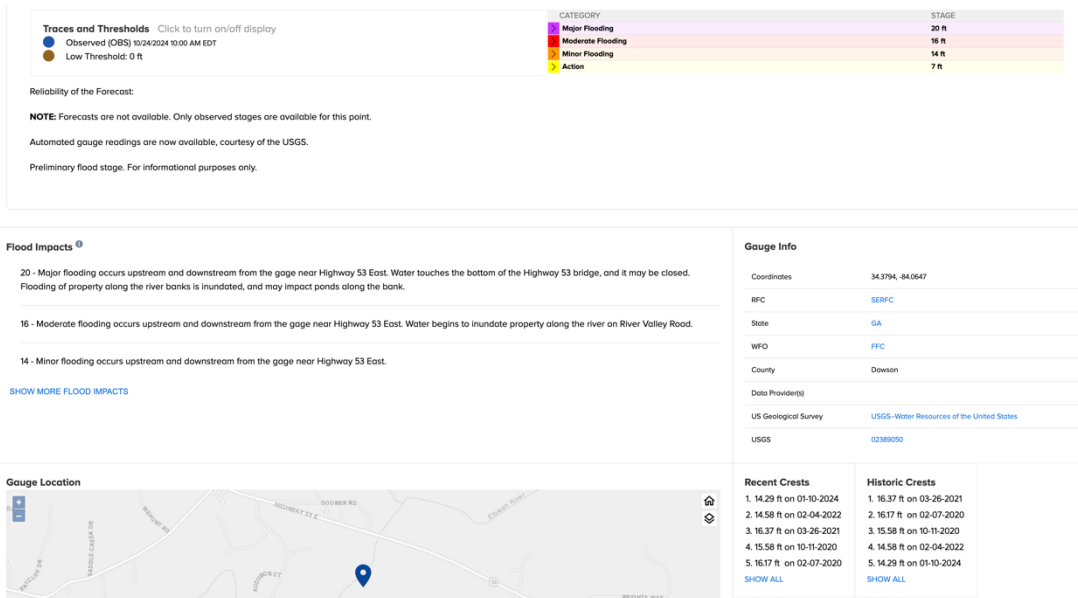 Traces and Thresholds Click to turn on/off display
Observed (OBS) 10/24/2024 10:00 AM EDT
Low Threshold: 0 ft
CATEGORY STAGE
Major Flooding 20 ft
Moderate Flooding 16 ft
Minor Flooding 14 ft
Action 7 ft
Reliability of the Forecast:
NOTE: Forecasts are not available. Only observed stages are available for this point.
Automated gauge readings are now available, courtesy of the USGS.
Preliminary flood stage. For informational purposes only.
Flood Impacts
20 - Major flooding occurs upstream and downstream from the gage near Highway 53 East. Water touches the bottom of the Highway 53 bridge, and it may be closed.
Flooding of property along the river banks is inundated, and may impact ponds along the bank.
16 - Moderate flooding occurs upstream and downstream from the gage near Highway 53 East. Water begins to inundate property along the river on River Valley Road.
14 - Minor flooding occurs upstream and downstream from the gage near Highway 53 East.
SHOW MORE FLOOD IMPACTS
Gauge Info
Coordinates 34.3794, -84.0647
RFC SERFC
State GA
WFO FFC
County Dawson
Data Provider(s)
US Geological Survey USGS--Water Resources of the United States
USGS 02389050
Gauge Location
+
−
GOOBER RD
HIGHWAY 53 E
Etowah River
WEHUNT RD
SADDLE CREEK DR
RATCLIFF DR
AUDUBON CT
53
Recent Crests
1. 14.29 ft on 01-10-2024
2. 14.58 ft on 02-04-2022
3. 16.37 ft on 03-26-2021
4. 15.58 ft on 10-11-2020
5. 16.17 ft on 02-07-2020
SHOW ALL
Historic Crests
1. 16.37 ft on 03-26-2021
2. 16.17 ft on 02-07-2020
3. 15.58 ft on 10-11-2020
4. 14.58 ft on 02-04-2022
5. 14.29 ft on 01-10-2024
SHOW ALL